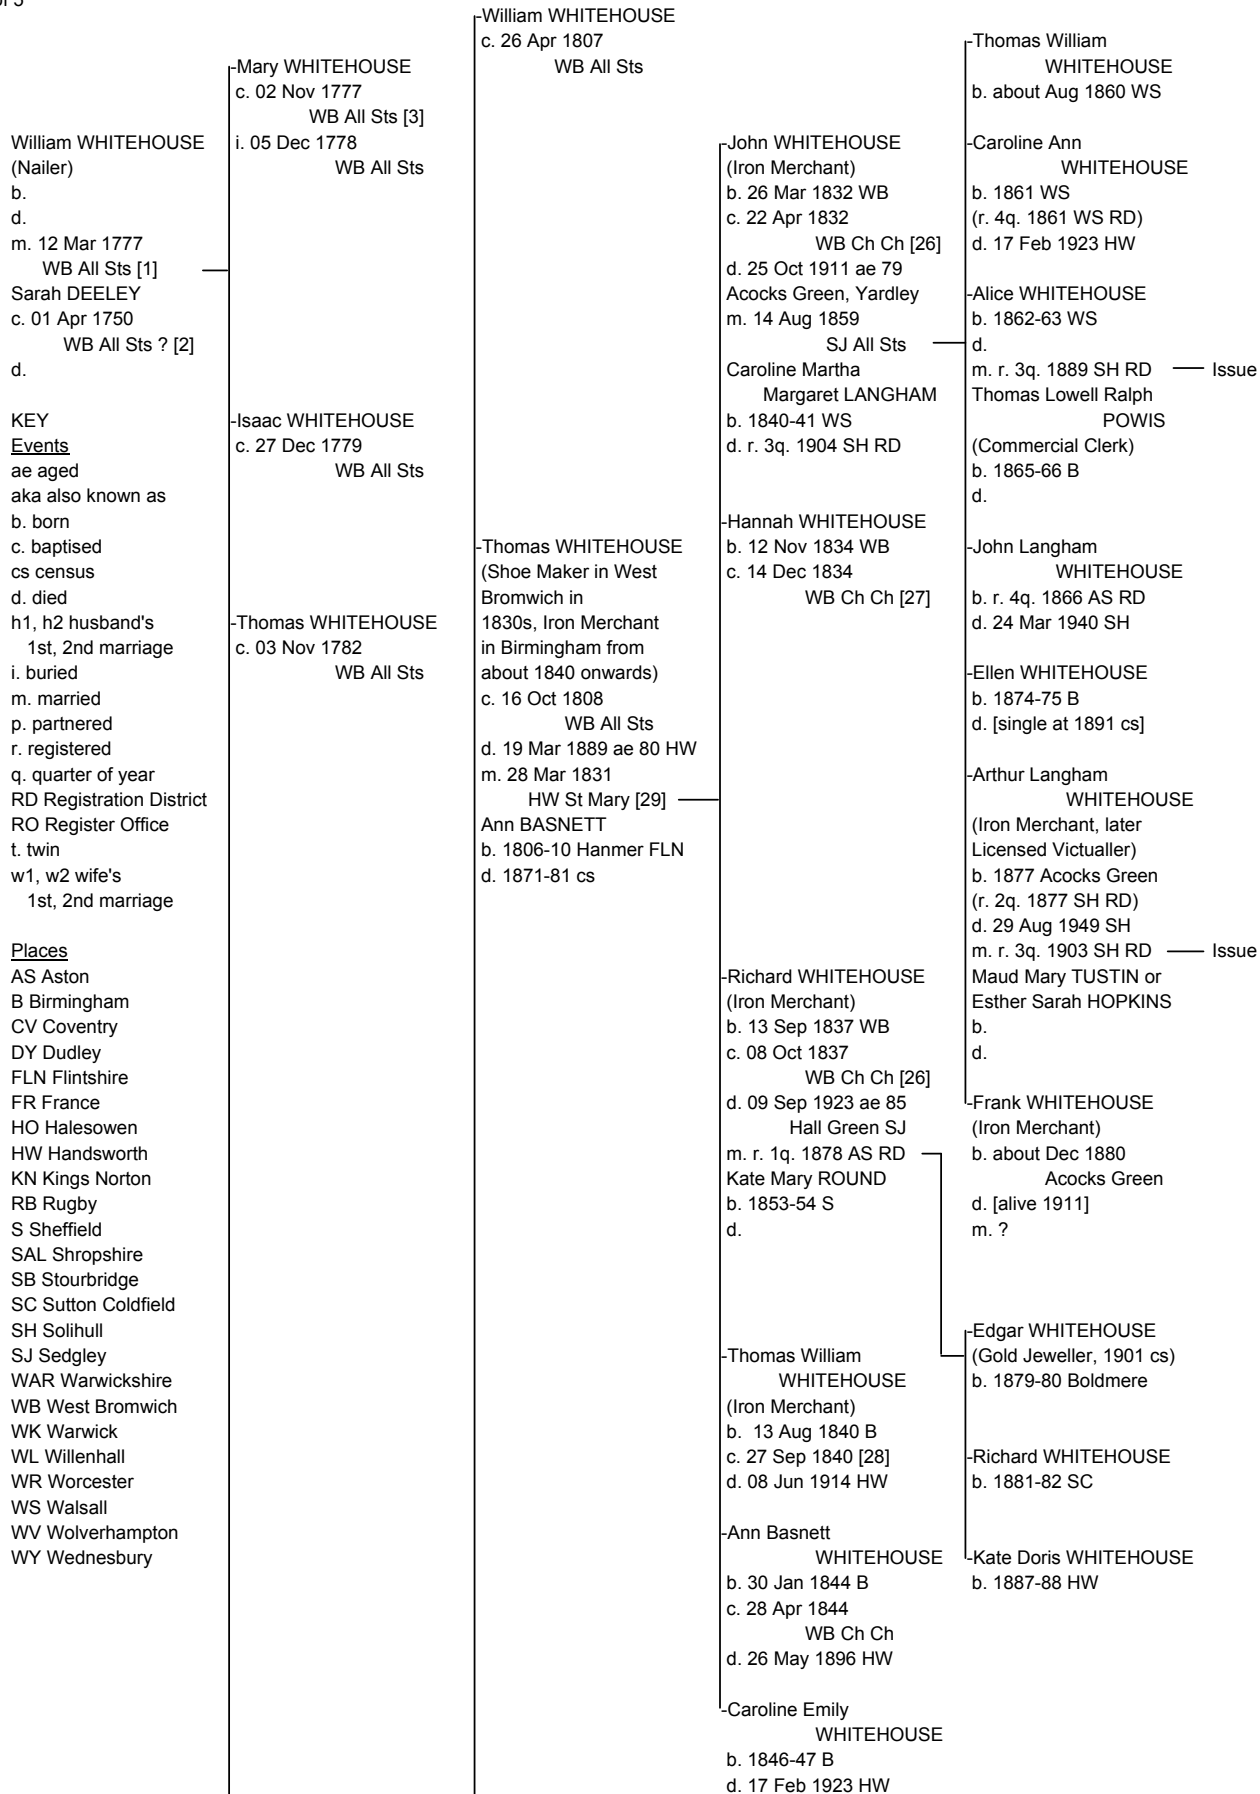 of 5
William WHITEHOUSE
(Nailer)
b.
d.
m. 12 Mar 1777
WB All Sts [1]
Sarah DEELEY
c. 01 Apr 1750
WB All Sts ? [2]
d.
KEY
Events
ae aged
aka also known as
b. born
c. baptised
cs census
d. died
h1, h2 husband's
1st, 2nd marriage
i. buried
m. married
p. partnered
r. registered
q. quarter of year
RD Registration District
RO Register Office
t. twin
w1, w2 wife's
1st, 2nd marriage
Places
AS Aston
B Birmingham
CV Coventry
DY Dudley
FLN Flintshire
FR France
HO Halesowen
HW Handsworth
KN Kings Norton
RB Rugby
S Sheffield
SAL Shropshire
SB Stourbridge
SC Sutton Coldfield
SH Solihull
SJ Sedgley
WAR Warwickshire
WB West Bromwich
WK Warwick
WL Willenhall
WR Worcester
WS Walsall
WV Wolverhampton
WY Wednesbury
-Mary WHITEHOUSE
c. 02 Nov 1777
WB All Sts [3]
i. 05 Dec 1778
WB All Sts
-Isaac WHITEHOUSE
c. 27 Dec 1779
WB All Sts
-Thomas WHITEHOUSE
c. 03 Nov 1782
WB All Sts
-William WHITEHOUSE
c. 26 Apr 1807
WB All Sts
-Thomas WHITEHOUSE
(Shoe Maker in West
Bromwich in
1830s, Iron Merchant
in Birmingham from
about 1840 onwards)
c. 16 Oct 1808
WB All Sts
d. 19 Mar 1889 ae 80 HW
m. 28 Mar 1831
HW St Mary [29]
Ann BASNETT
b. 1806-10 Hanmer FLN
d. 1871-81 cs
-John WHITEHOUSE
(Iron Merchant)
b. 26 Mar 1832 WB
c. 22 Apr 1832
WB Ch Ch [26]
d. 25 Oct 1911 ae 79
Acocks Green, Yardley
m. 14 Aug 1859
SJ All Sts
Caroline Martha
Margaret LANGHAM
b. 1840-41 WS
d. r. 3q. 1904 SH RD
-Hannah WHITEHOUSE
b. 12 Nov 1834 WB
c. 14 Dec 1834
WB Ch Ch [27]
-Richard WHITEHOUSE
(Iron Merchant)
b. 13 Sep 1837 WB
c. 08 Oct 1837
WB Ch Ch [26]
d. 09 Sep 1923 ae 85
Hall Green SJ
m. r. 1q. 1878 AS RD
Kate Mary ROUND
b. 1853-54 S
d.
-Thomas William
WHITEHOUSE
(Iron Merchant)
b. 13 Aug 1840 B
c. 27 Sep 1840 [28]
d. 08 Jun 1914 HW
-Ann Basnett
WHITEHOUSE
b. 30 Jan 1844 B
c. 28 Apr 1844
WB Ch Ch
d. 26 May 1896 HW
-Caroline Emily
WHITEHOUSE
b. 1846-47 B
d. 17 Feb 1923 HW
-Thomas William
WHITEHOUSE
b. about Aug 1860 WS
-Caroline Ann
WHITEHOUSE
b. 1861 WS
(r. 4q. 1861 WS RD)
d. 17 Feb 1923 HW
-Alice WHITEHOUSE
b. 1862-63 WS
d.
m. r. 3q. 1889 SH RD Issue
Thomas Lowell Ralph
POWIS
(Commercial Clerk)
b. 1865-66 B
d.
-John Langham
WHITEHOUSE
b. r. 4q. 1866 AS RD
d. 24 Mar 1940 SH
-Ellen WHITEHOUSE
b. 1874-75 B
d. [single at 1891 cs]
-Arthur Langham
WHITEHOUSE
(Iron Merchant, later
Licensed Victualler)
b. 1877 Acocks Green
(r. 2q. 1877 SH RD)
d. 29 Aug 1949 SH
m. r. 3q. 1903 SH RD Issue
Maud Mary TUSTIN or
Esther Sarah HOPKINS
b.
d.
-Frank WHITEHOUSE
(Iron Merchant)
b. about Dec 1880
Acocks Green
d. [alive 1911]
m. ?
-Edgar WHITEHOUSE
(Gold Jeweller, 1901 cs)
b. 1879-80 Boldmere
-Richard WHITEHOUSE
b. 1881-82 SC
-Kate Doris WHITEHOUSE
b. 1887-88 HW